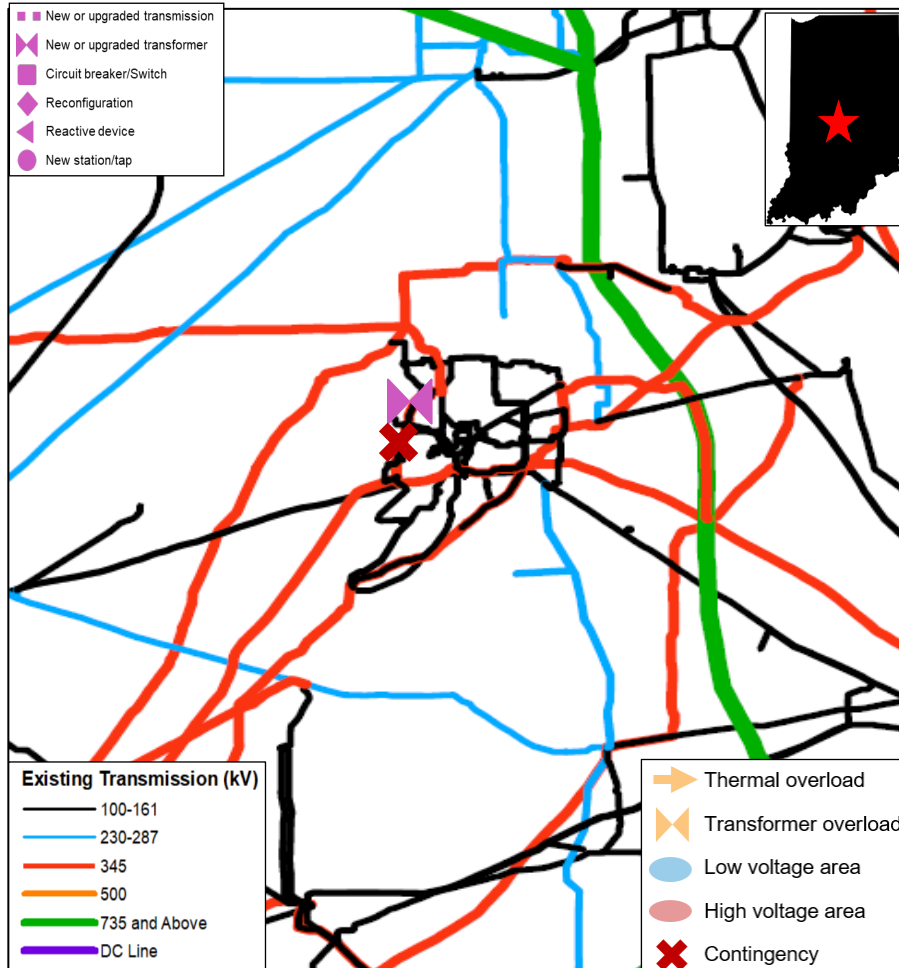 New or upgraded transmission
New or upgraded transformer
Circuit breaker/Switch
Reconfiguration
Reactive device
New station/tap
Existing Transmission (kV)
100-161
230-287
345
500
735 and Above
DC Line
Thermal overload
Transformer overload
Low voltage area
High voltage area
Contingency